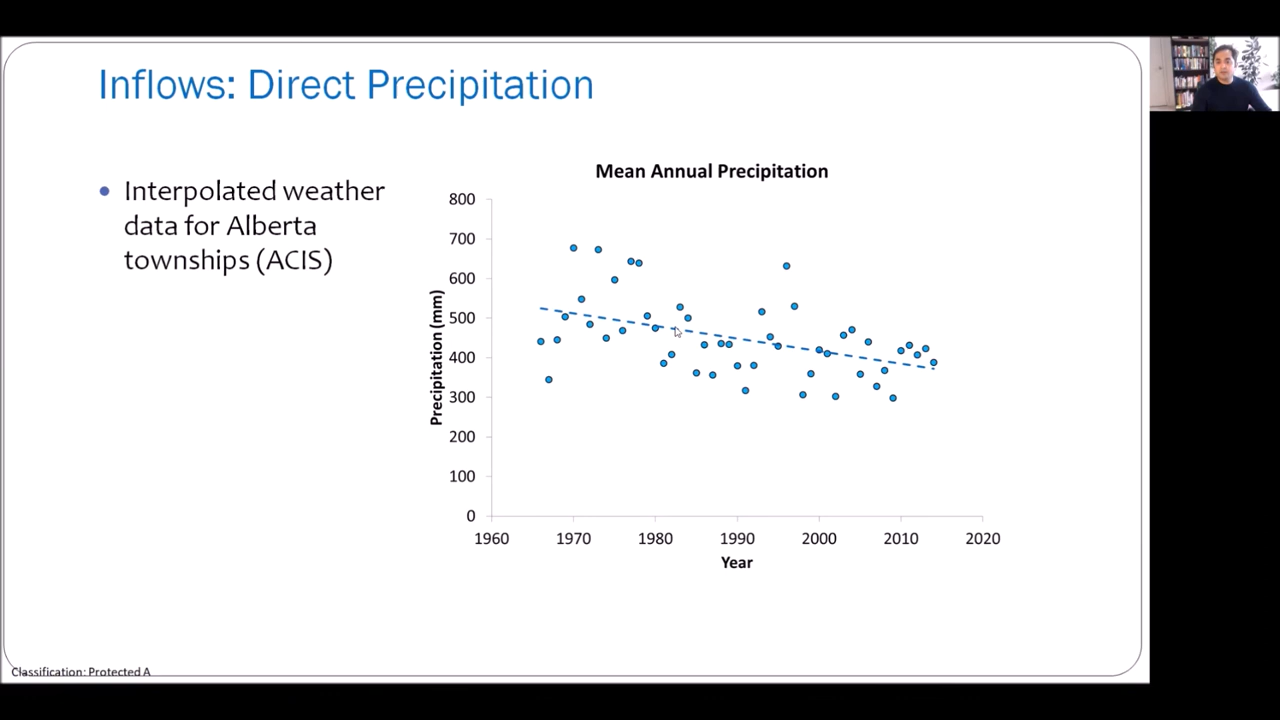 Inflows: Direct Precipitation
• Interpolated weather
data for Alberta
townships (ACIS)
Mean Annual Precipitation
800
700
600
500
400
300
200
100
0
Precipitation (mm)
1960 1970 1980 1990 2000 2010 2020
Year
Classification: Protected A